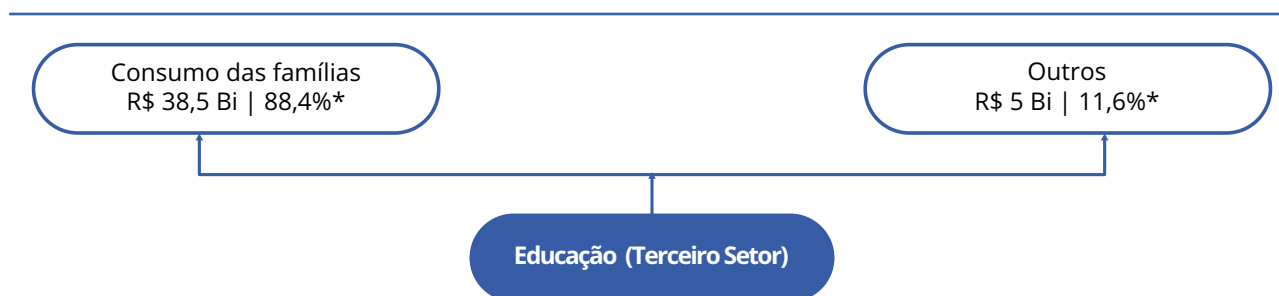 Consumo das famílias
R$ 38,5 Bi | 88,4%*
Outros
R$ 5 Bi | 11,6%*
Educação (Terceiro Setor)